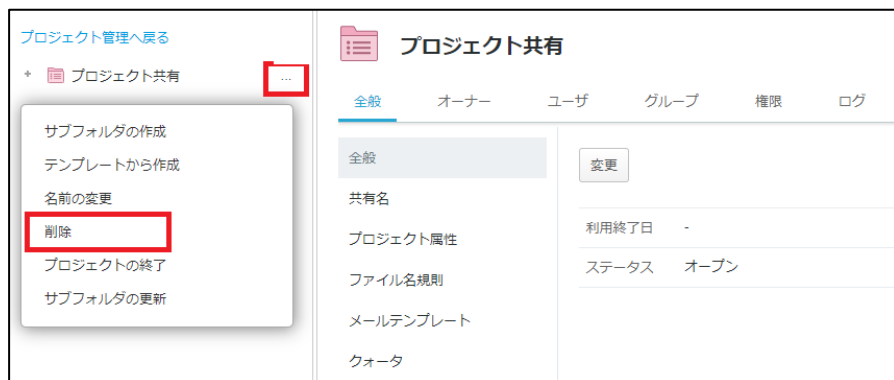 プロジェクト管理へ戻る
+ プロジェクト共有 ...
サブフォルダの作成
テンプレートから作成
名前の変更
削除
プロジェクトの終了
サブフォルダの更新
プロジェクト共有
全般 オーナー ユーザ グループ 権限 ログ
全般
共有名
プロジェクト属性
ファイル名規則
メールテンプレート
クォータ
変更
利用終了日 -
ステータス オープン